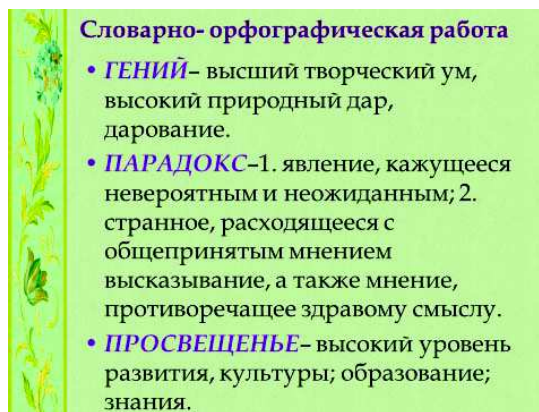 Словарно- орфографическая работа
• ГЕНИЙ– высший творческий ум,
высокий природный дар,
дарование.
• ПАРАДОКС–1. явление, кажущееся
невероятным и неожиданным; 2.
странное, расходящееся с
общепринятым мнением
высказывание, а также мнение,
противоречащее здравому смыслу.
• ПРОСВЕЩЕНЬЕ– высокий уровень
развития, культуры; образование;
знания.